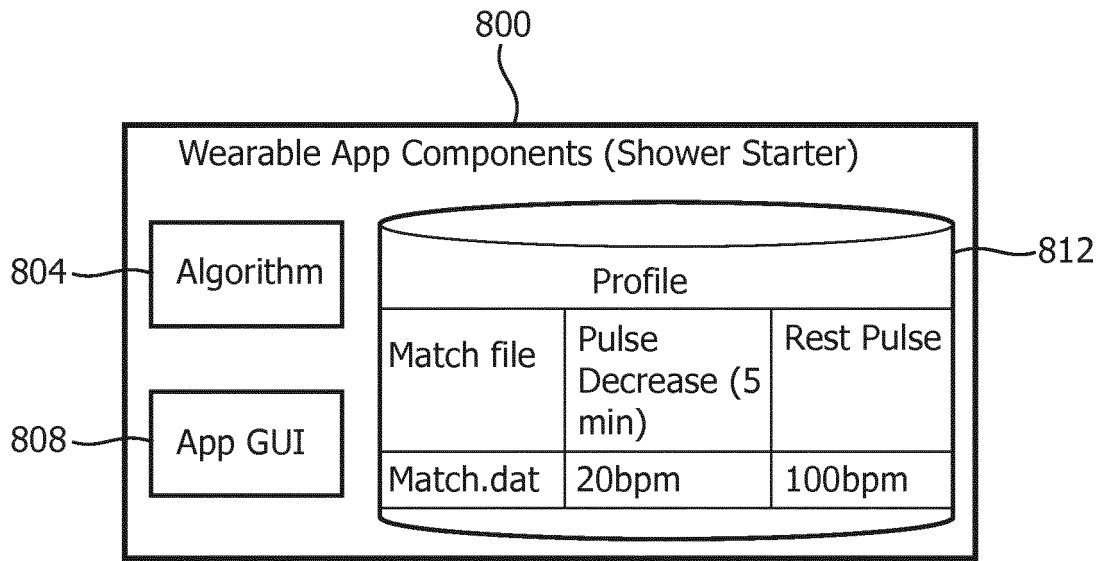 800
Wearable App Components (Shower Starter)
804
Algorithm
812
Profile
Match file
Pulse
Decrease (5
min)
Rest Pulse
808
App GUI
Match.dat
20bpm
100bpm